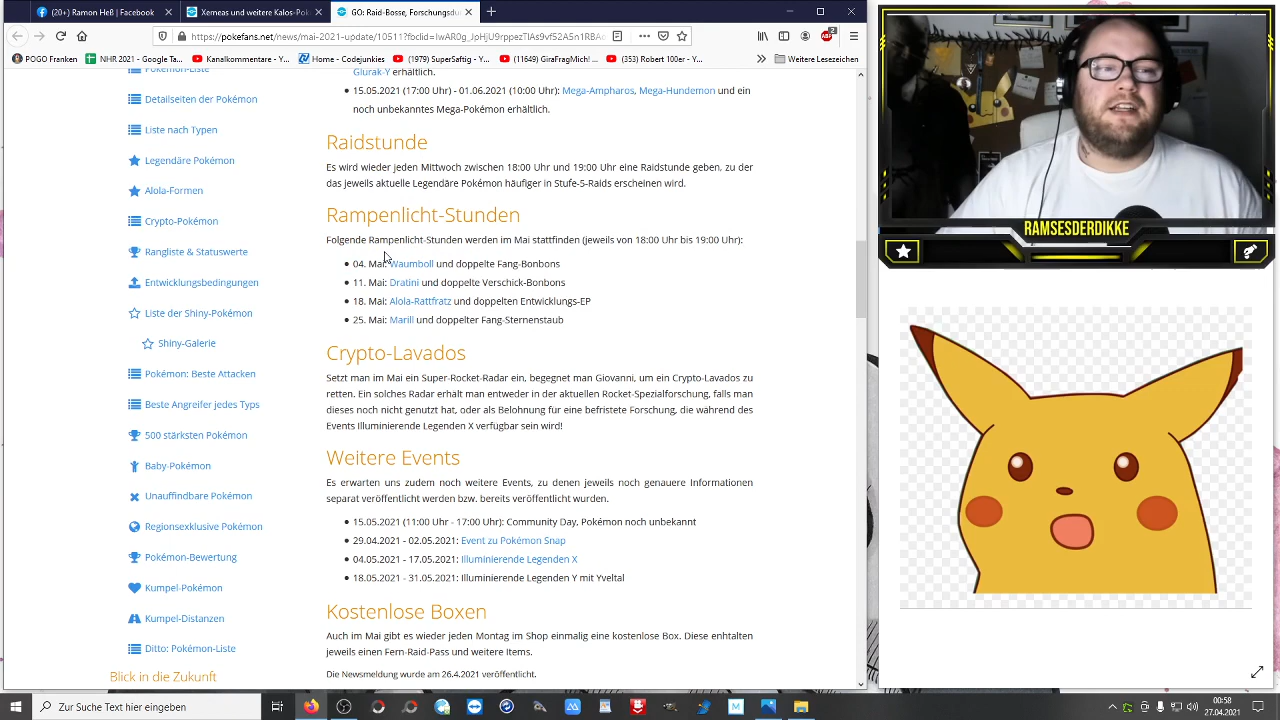 (20+) Ramon Heß | Facebook
Xerneas und weitere Kalos-Pok
GO: Raid-Bosse, Forschungsdu
https://pokefans.net/news/
POGO Franken
NHR 2021 - Google Ta...
Kanalkommentare - Y...
Home - Codejunkies
(1979) SuperSaftig - ...
(11649) GiraFragMich! ...
(353) Robert 100er - Y...
Weitere Lesezeichen
Pokémon-Liste
Detailseiten der Pokémon
Liste nach Typen
Legendäre Pokémon
Alola-Formen
Crypto-Pokémon
Rangliste & Statuswerte
Entwicklungsbedingungen
Liste der Shiny-Pokémon
Shiny-Galerie
Pokémon: Beste Attacken
Beste Angreifer jedes Typs
500 stärksten Pokémon
Baby-Pokémon
Unauffindbare Pokémon
Regionsexklusive Pokémon
Pokémon-Bewertung
Kumpel-Pokémon
Kumpel-Distanzen
Ditto: Pokémon-Liste
Blick in die Zukunft
Glurak-Y erhältlich.
15.05.2021 (17:00 Uhr) - 01.06.2021 (10:00 Uhr): Mega-Ampharos, Mega-Hundemon und ein
noch unbekanntes Mega-Pokémon erhältlich.
Raidstunde
Es wird wieder jeden Mittwoch zwischen 18:00 Uhr und 19:00 Uhr eine Raidstunde geben, zu der
das jeweils aktuelle Legendäre Pokémon häufiger in Stufe-5-Raids erscheinen wird.
Rampenlicht-Stunden
Folgende Rampenlicht-Stunden werden im Mai stattfinden (jeweils von 18:00 Uhr bis 19:00 Uhr):
04. Mai: Waumboll und doppelte Fang-Bonbons
11. Mai: Dratini und doppelte Verschick-Bonbons
18. Mai: Alola-Rattfratz und doppelten Entwicklungs-EP
25. Mai: Marill und doppelter Fang-Sternenstaub
Crypto-Lavados
Setzt man im Mai ein Super-Rocket-Radar ein, begegnet man Giovanni, um ein Crypto-Lavados zu
retten. Ein solches Radar erhält man entweder in der aktuellen Rocket-Spezialforschung, falls man
dieses noch nicht genutzt hat, oder als Belohnung für eine befristete Forschung, die während des
Events Illuminierende Legenden X verfügbar sein wird!
Weitere Events
Es erwarten uns zudem noch weitere Events, zu denen jeweils noch genauere Informationen
separat veröffentlicht werden bzw. bereits veröffentlicht wurden.
15.05.2021 (11:00 Uhr - 17:00 Uhr): Community Day, Pokémon noch unbekannt
29.04.2021 - 02.05.2021: Event zu Pokémon Snap
04.05.2021 - 17.05.2021: Illuminierende Legenden X
18.05.2021 - 31.05.2021: Illuminierende Legenden Y mit Yveltal
Kostenlose Boxen
Auch im Mai gibt es wieder jeden Montag im Shop einmalig eine kostenlose Box. Diese enhtalten
jeweils einen Fern-Raid-Pass und weitere Items.
Die Newsmeldung wurde am 26.4.2021 veröffentlicht.
RAMSESDERDIKKE
Zur Suche Text hier eingeben
00:58
27.04.2021